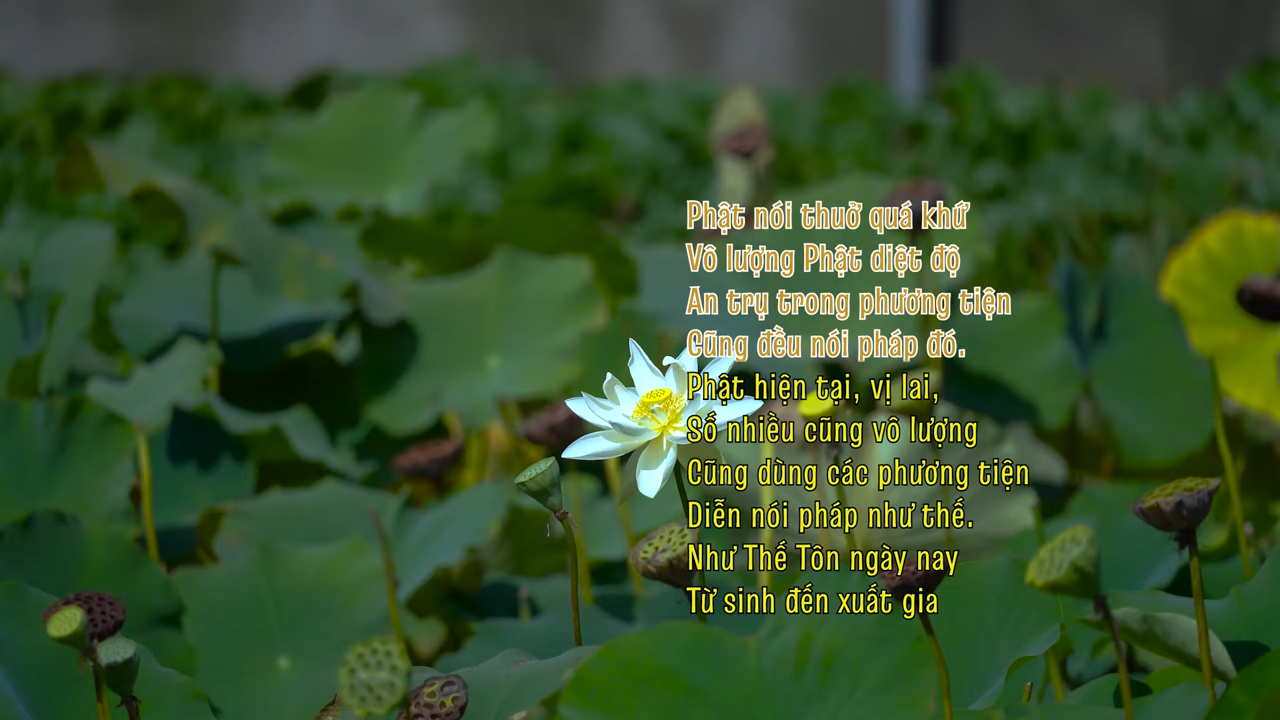 Phật nói thuở quá khứ
Vô lượng Phật diệt độ
An trụ trong phương tiện
Cũng đều nói pháp đó.
Phật hiện tại, vị lai,
Số nhiều cũng vô lượng
Cũng dùng các phương tiện
Diễn nói pháp như thế.
Như Thế Tôn ngày nay
Từ sinh đến xuất gia